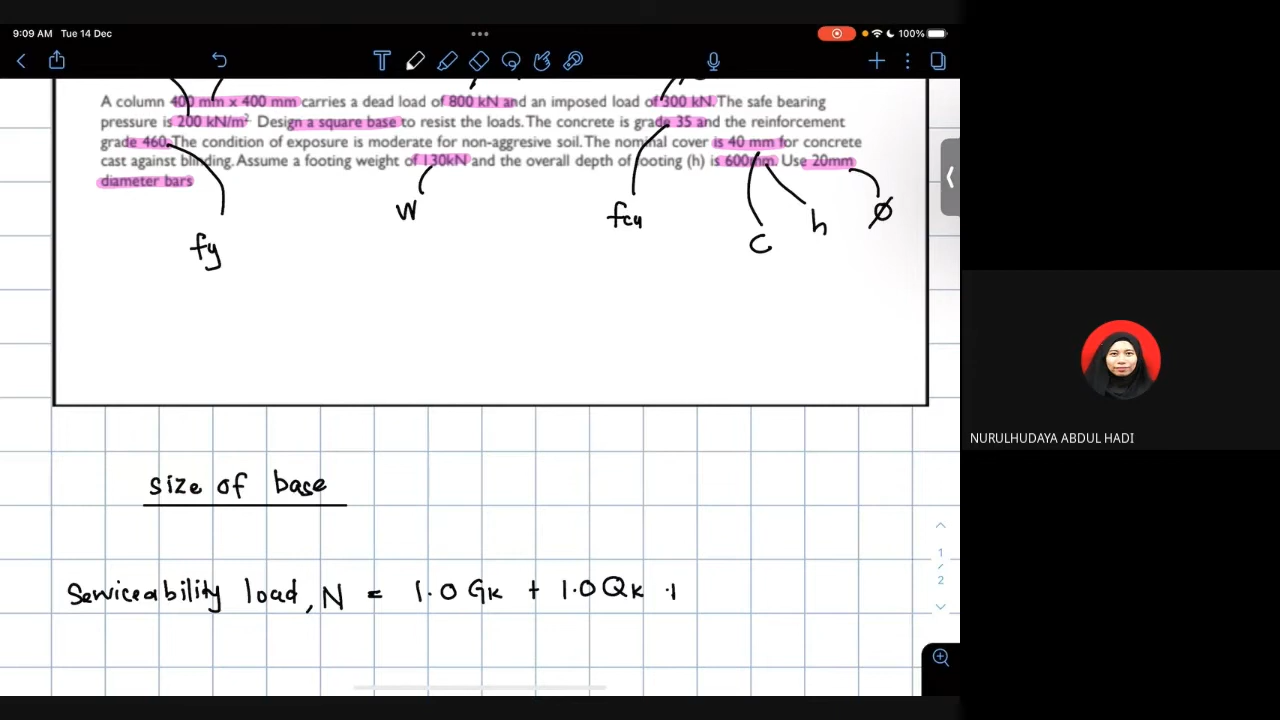 9:09 AM Tue 14 Dec
100%
A column 400 mm x 400 mm carries a dead load of 800 kN and an imposed load of 300 kN. The safe bearing
pressure is 200 kN/m² Design a square base to resist the loads. The concrete is grade 35 and the reinforcement
grade 460. The condition of exposure is moderate for non-aggresive soil. The nominal cover is 40 mm for concrete
cast against blinding. Assume a footing weight of 130kN and the overall depth of footing (h) is 600mm. Use 20mm
diameter bars
W
fcu
h
ø
fy
c
NURULHUDAYA ABDUL HADI
size of base
1
/
2
Serviceability load, N = 1.0 Gk + 1.0 Qk